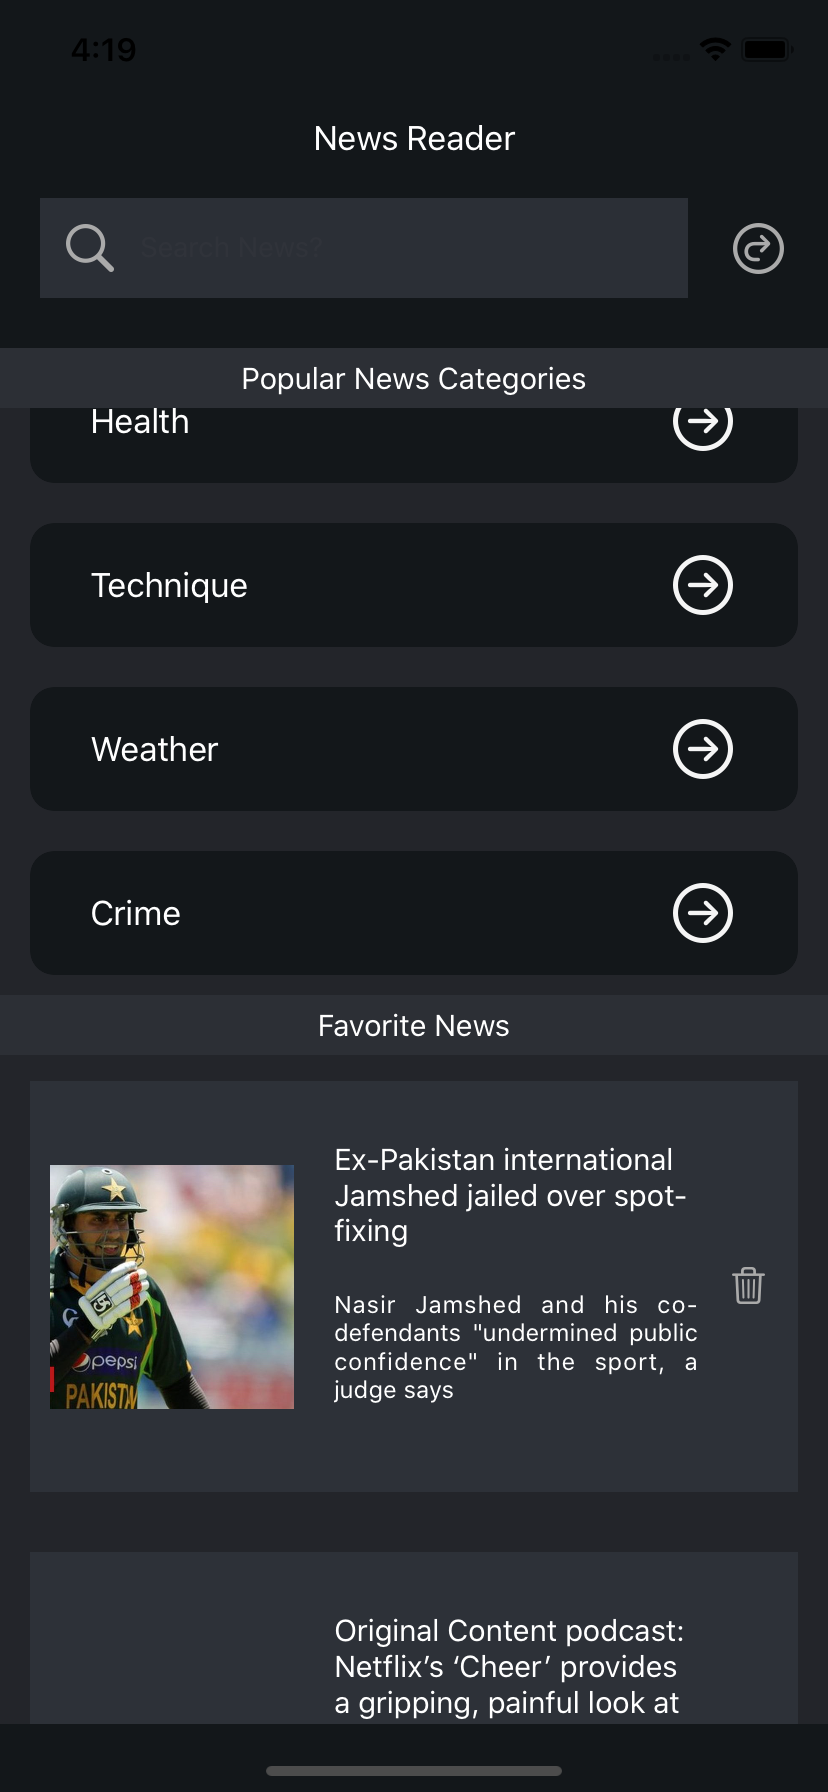 4:19
News Reader
Search News?
Popular News Categories
Health
Technique
Weather
Crime
Favorite News
Ex-Pakistan international
Jamshed jailed over spot-
fixing
Nasir Jamshed and his co-
defendants "undermined public
confidence" in the sport, a
judge says
pepsi
PAKISTA
Original Content podcast:
Netflix’s ‘Cheer’ provides
a gripping, painful look at